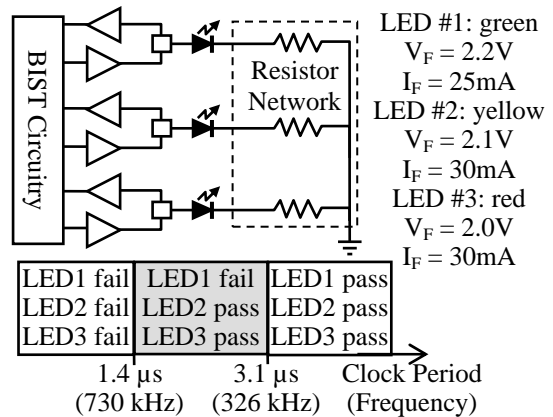 BIST Circuitry
Resistor
Network
LED #1: green
V_F = 2.2V
I_F = 25mA
LED #2: yellow
V_F = 2.1V
I_F = 30mA
LED #3: red
V_F = 2.0V
I_F = 30mA
LED1 fail LED1 fail LED1 pass
LED2 fail LED2 pass LED2 pass
LED3 fail LED3 pass LED3 pass
1.4 µs 3.1 µs Clock Period
(730 kHz) (326 kHz) (Frequency)